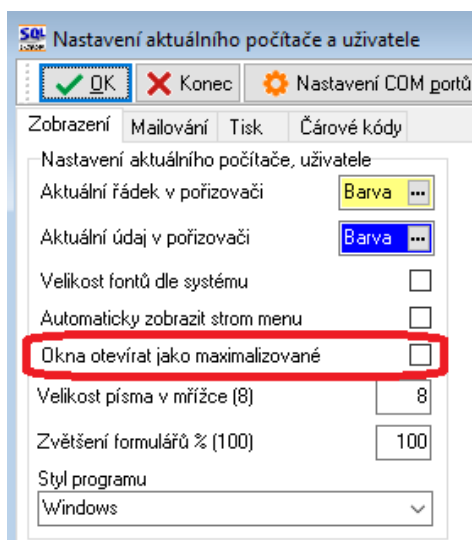 SQL Nastavení aktuálního počítače a uživatele
OK Konec Nastavení COM portů
Zobrazení Mailování Tisk Čárové kódy
Nastavení aktuálního počítače, uživatele
Aktuální řádek v pořizovači Barva ...
Aktuální údaj v pořizovači Barva ...
Velikost fontů dle systému
Automaticky zobrazit strom menu
Okna otevírat jako maximalizované
Velikost písma v mřížce (8) 8
Zvětšení formulářů % (100) 100
Styl programu
Windows